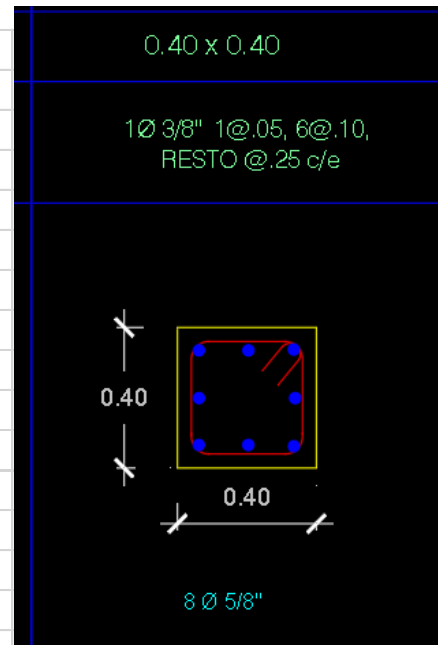 0.40 x 0.40
1Ø 3/8" 1@.05, 6@.10,
RESTO @.25 c/e
0.40
0.40
8 Ø 5/8"